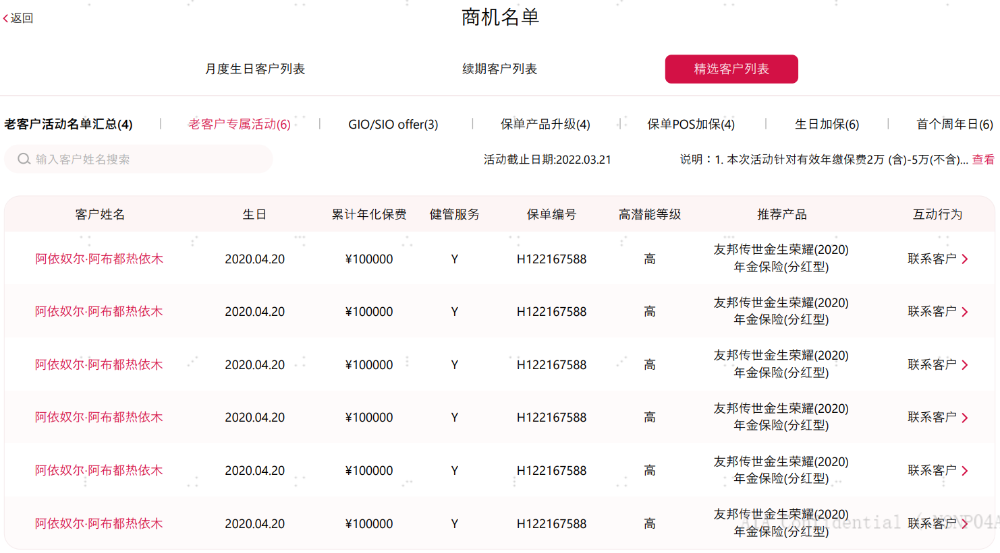 返回
商机名单
月度生日客户列表
续期客户列表
精选客户列表
老客户活动名单汇总(4)
老客户专属活动(6)
GIO/SIO offer(3)
保单产品升级(4)
保单POS加保(4)
生日加保(6)
首个周年日(6)
输入客户姓名搜索
活动截止日期:2022.03.21
说明：1. 本次活动针对有效年缴保费2万 (含)-5万(不含)... 查看
客户姓名 生日 累计年化保费 健管服务 保单编号 高潜能等级 推荐产品 互动行为
阿依奴尔·阿布都热依木 2020.04.20 ¥100000 Y H122167588 高 友邦传世金生荣耀(2020)
年金保险(分红型) 联系客户
阿依奴尔·阿布都热依木 2020.04.20 ¥100000 Y H122167588 高 友邦传世金生荣耀(2020)
年金保险(分红型) 联系客户
阿依奴尔·阿布都热依木 2020.04.20 ¥100000 Y H122167588 高 友邦传世金生荣耀(2020)
年金保险(分红型) 联系客户
阿依奴尔·阿布都热依木 2020.04.20 ¥100000 Y H122167588 高 友邦传世金生荣耀(2020)
年金保险(分红型) 联系客户
阿依奴尔·阿布都热依木 2020.04.20 ¥100000 Y H122167588 高 友邦传世金生荣耀(2020)
年金保险(分红型) 联系客户
阿依奴尔·阿布都热依木 2020.04.20 ¥100000 Y H122167588 高 友邦传世金生荣耀(2020)
年金保险(分红型) 联系客户
AIA Confidential